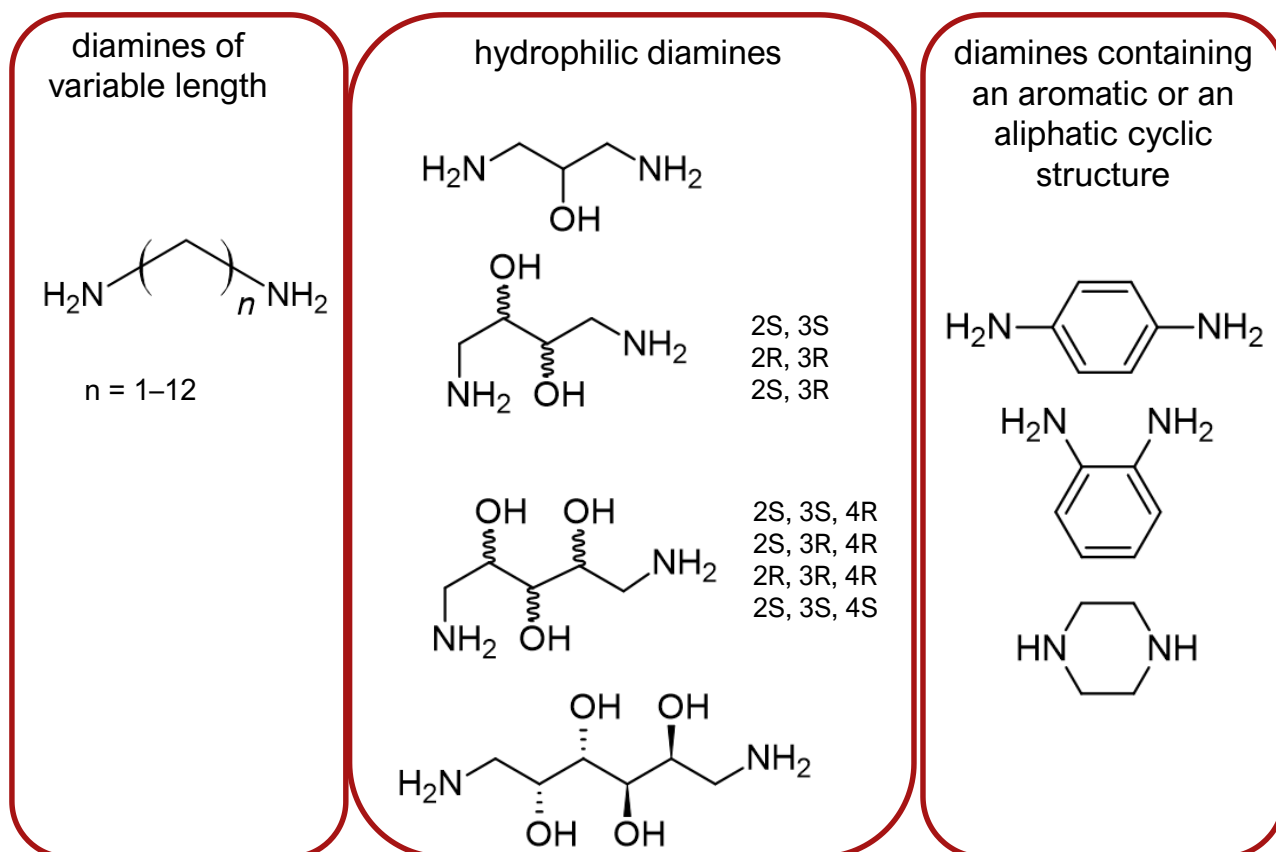 diamines of
variable length
H₂N
n
NH₂
n = 1–12
hydrophilic diamines
H₂N
NH₂
OH
OH
NH₂
NH₂
OH
2S, 3S
2R, 3R
2S, 3R
OH
OH
NH₂
NH₂
OH
2S, 3S, 4R
2S, 3R, 4R
2R, 3R, 4R
2S, 3S, 4S
OH
OH
H₂N
NH₂
OH
OH
diamines containing
an aromatic or an
aliphatic cyclic
structure
H₂N
NH₂
H₂N
NH₂
HN
NH